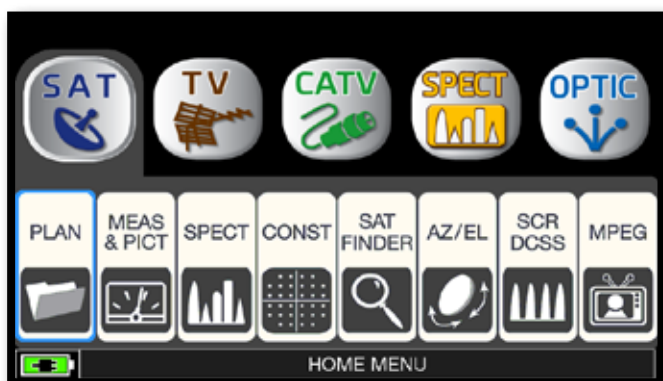 SAT
TV
CATV
SPECT
OPTIC
PLAN
MEAS
& PICT
SPECT
CONST
SAT
FINDER
AZ/EL
SCR
DCSS
MPEG
HOME MENU